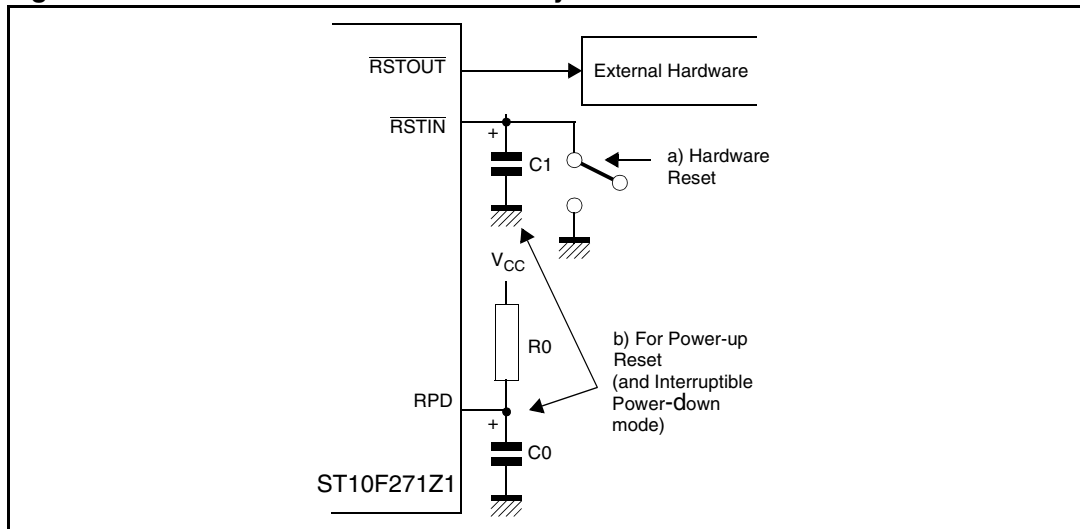 RSTOUT
External Hardware
RSTIN
+
C1
a) Hardware
Reset
VCC
R0
b) For Power-up
Reset
(and Interruptible
Power-down
mode)
RPD
+
C0
ST10F271Z1